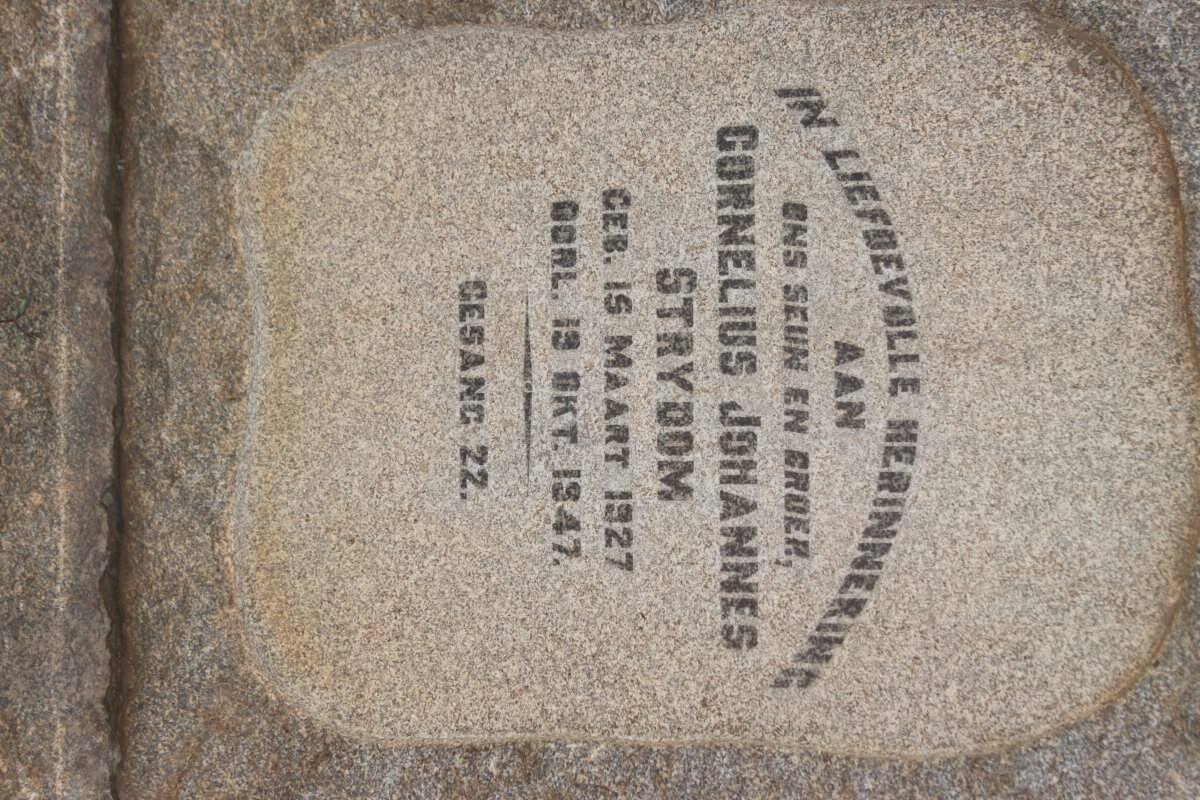 IN LIEFDEVOLLE HERINNERING
AAN
ONS SEUN EN BROER,
CORNELIUS JOHANNES
STRYDOM
GEB. 15 MAART 1927
OORL. 19 OKT. 1947.
GESANG 22.